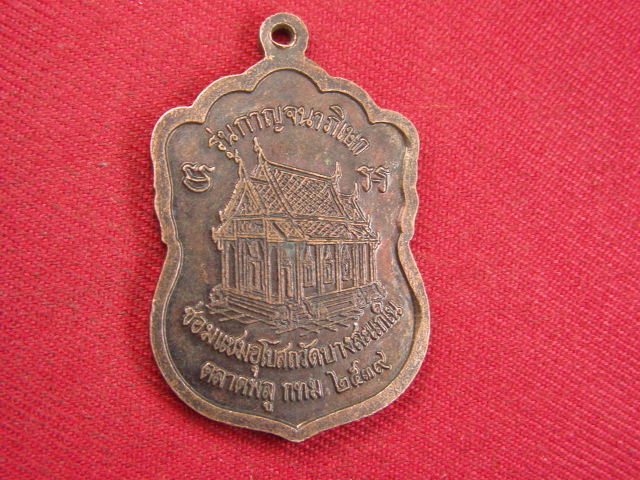 รุ่นกาญจนาภิเษก
ซ่อมแซมอุโบสถวัดบางสะแกใน
ตลาดพลู กทม. ๒๕๓๙